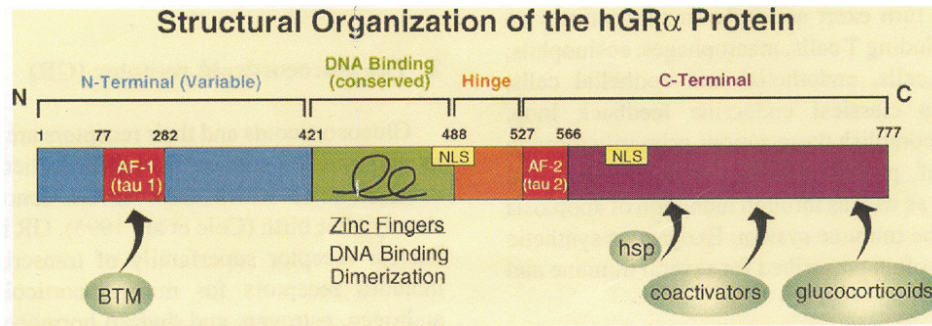 Structural Organization of the hGRα Protein
N-Terminal (Variable)
DNA Binding
(conserved)
Hinge
C-Terminal
N
C
77
282
421
488
527
566
777
AF-1
(tau 1)
NLS
AF-2
(tau 2)
NLS
Zinc Fingers
DNA Binding
Dimerization
BTM
hsp
coactivators
glucocorticoids